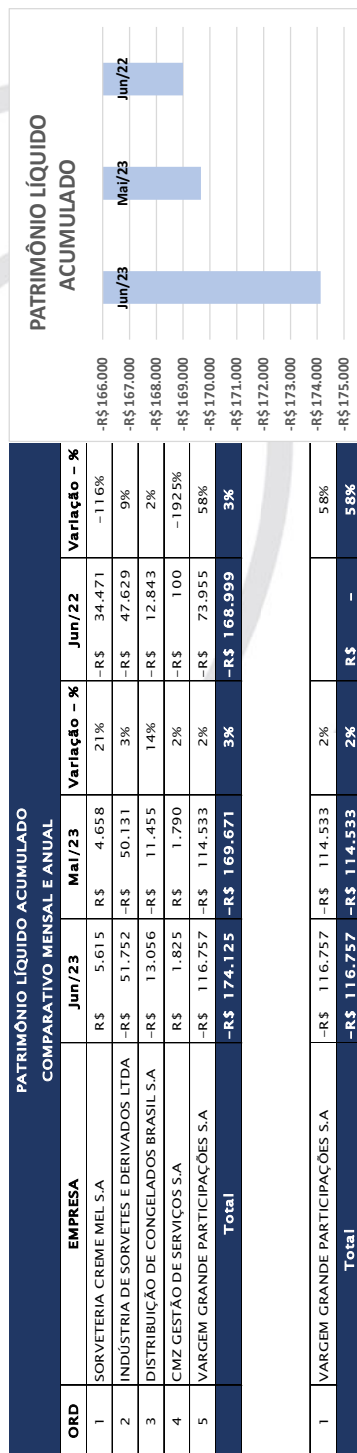 PATRIMÔNIO LÍQUIDO ACUMULADO
COMPARATIVO MENSAL E ANUAL
ORD EMPRESA Jun/23 Mai/23 Variação - % Jun/22 Variação - %
1 SORVETERIA CREME MEL S.A R$ 5.615 R$ 4.658 21% -R$ 34.471 -116%
2 INDÚSTRIA DE SORVETES E DERIVADOS LTDA -R$ 51.752 -R$ 50.131 3% -R$ 47.629 9%
3 DISTRIBUIÇÃO DE CONGELADOS BRASIL S.A -R$ 13.056 -R$ 11.455 14% -R$ 12.843 2%
4 CMZ GESTÃO DE SERVIÇOS S.A R$ 1.825 R$ 1.790 2% -R$ 100 -1925%
5 VARGEM GRANDE PARTICIPAÇÕES S.A -R$ 116.757 -R$ 114.533 2% -R$ 73.955 58%
Total -R$ 174.125 -R$ 169.671 3% -R$ 168.999 3%
1 VARGEM GRANDE PARTICIPAÇÕES S.A -R$ 116.757 -R$ 114.533 2% 58%
Total -R$ 116.757 -R$ 114.533 2% R$ - 58%
PATRIMÔNIO LÍQUIDO
ACUMULADO
Jun/23 Mai/23 Jun/22
-R$ 166.000
-R$ 167.000
-R$ 168.000
-R$ 169.000
-R$ 170.000
-R$ 171.000
-R$ 172.000
-R$ 173.000
-R$ 174.000
-R$ 175.000